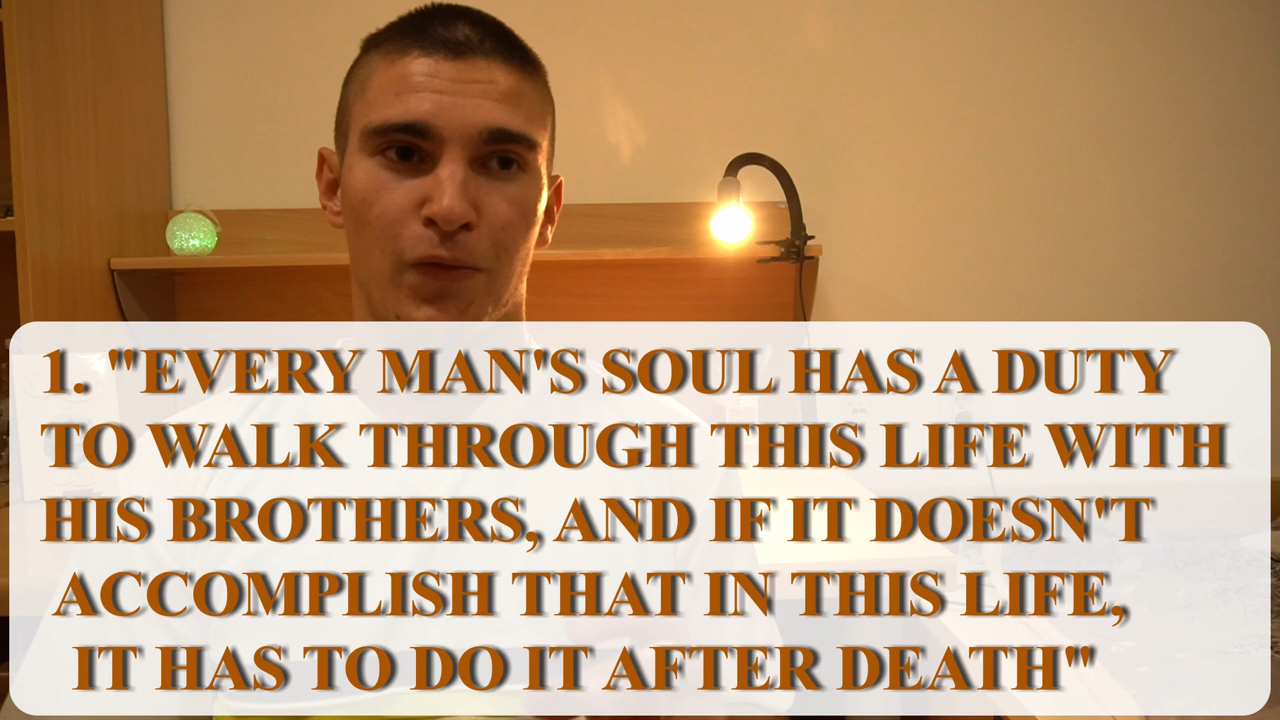 1. "EVERY MAN'S SOUL HAS A DUTY
TO WALK THROUGH THIS LIFE WITH
HIS BROTHERS, AND IF IT DOESN'T
ACCOMPLISH THAT IN THIS LIFE,
IT HAS TO DO IT AFTER DEATH"